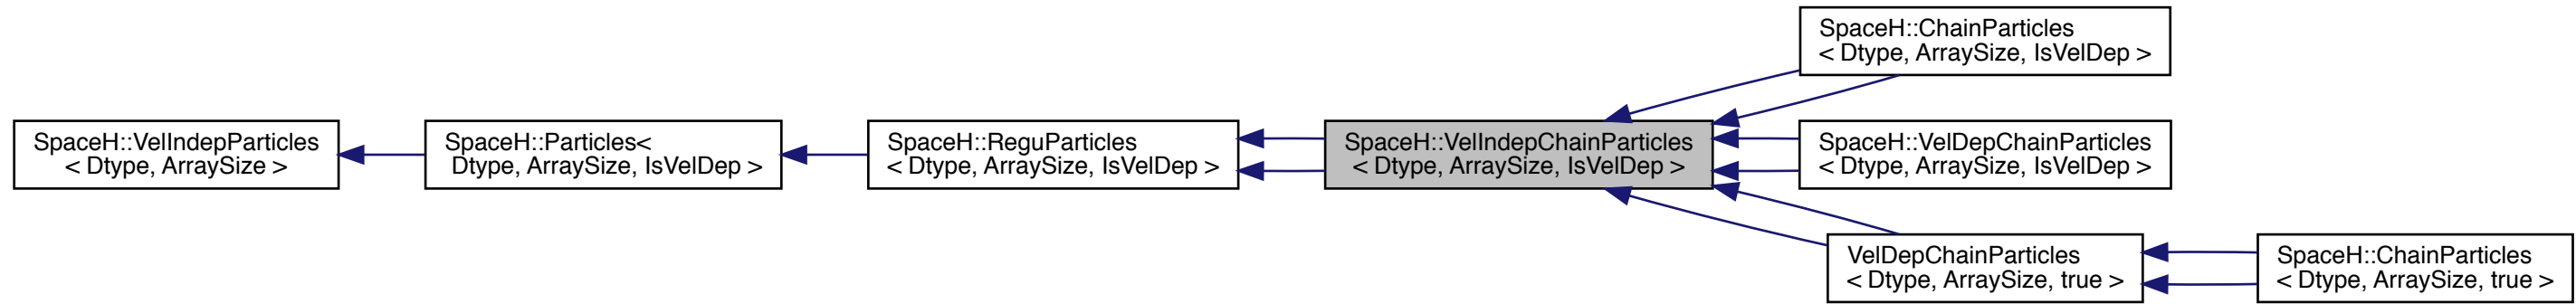 SpaceH::VelIndepParticles
< Dtype, ArraySize >
SpaceH::Particles<
Dtype, ArraySize, IsVelDep >
SpaceH::ReguParticles
< Dtype, ArraySize, IsVelDep >
SpaceH::VelIndepChainParticles
< Dtype, ArraySize, IsVelDep >
SpaceH::ChainParticles
< Dtype, ArraySize, IsVelDep >
SpaceH::VelDepChainParticles
< Dtype, ArraySize, IsVelDep >
VelDepChainParticles
< Dtype, ArraySize, true >
SpaceH::ChainParticles
< Dtype, ArraySize, true >